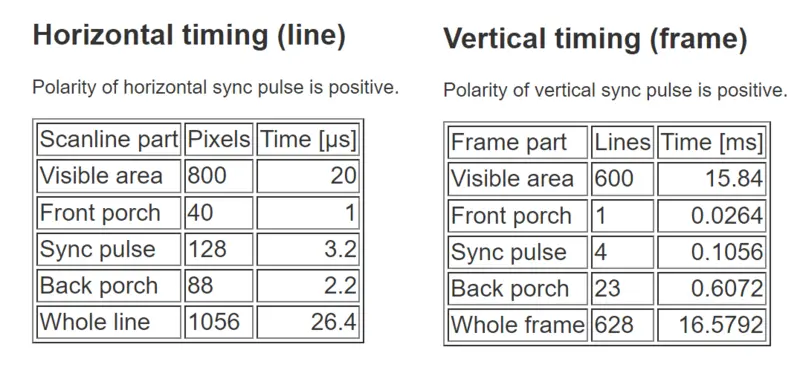 Horizontal timing (line)
Polarity of horizontal sync pulse is positive.
Scanline part Pixels Time [µs]
Visible area 800 20
Front porch 40 1
Sync pulse 128 3.2
Back porch 88 2.2
Whole line 1056 26.4
Vertical timing (frame)
Polarity of vertical sync pulse is positive.
Frame part Lines Time [ms]
Visible area 600 15.84
Front porch 1 0.0264
Sync pulse 4 0.1056
Back porch 23 0.6072
Whole frame 628 16.5792